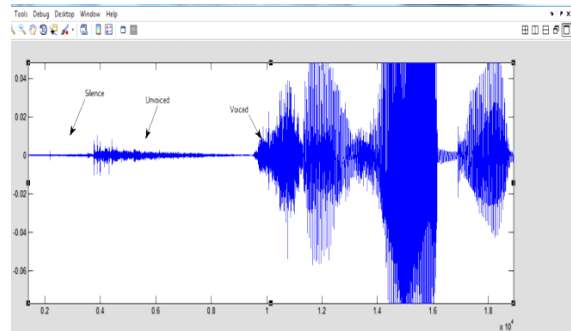 Tools Debug Desktop Window Help
0.04
Silence
Unvoiced
Voiced
0.02
0
-0.02
-0.04
-0.06
0.2 0.4 0.6 0.8 1 1.2 1.4 1.6 1.8
x 10^4